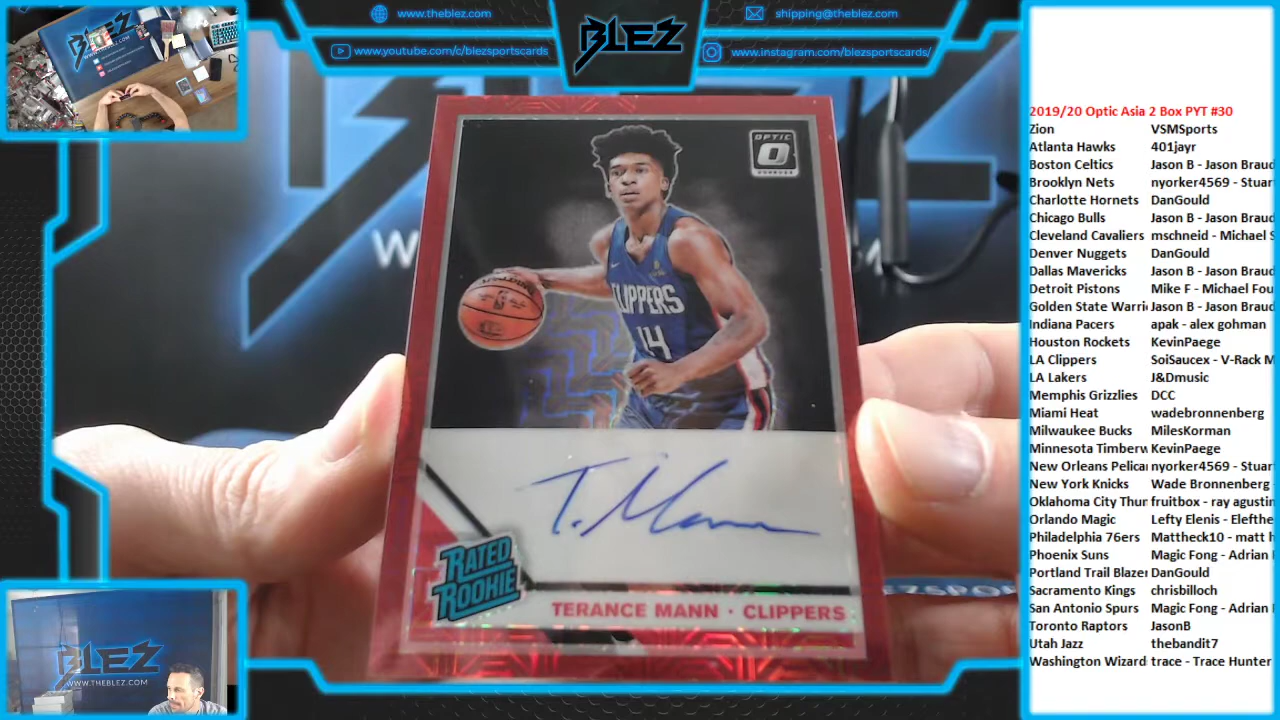 www.theblez.com
shipping@theblez.com
www.youtube.com/c/blezsportscards
www.instagram.com/blezsportscards/
BLEZ
OPTIC
CLIPPERS
14
T. Mann
RATED
ROOKIE
TERANCE MANN · CLIPPERS
BLEZ
WWW.THEBLEZ.COM
2019/20 Optic Asia 2 Box PYT #30
Zion VSMSports
Atlanta Hawks 401jayr
Boston Celtics Jason B - Jason Braud
Brooklyn Nets nyorker4569 - Stuar
Charlotte Hornets DanGould
Chicago Bulls Jason B - Jason Braud
Cleveland Cavaliers mschneid - Michael S
Denver Nuggets DanGould
Dallas Mavericks Jason B - Jason Braud
Detroit Pistons Mike F - Michael Fou
Golden State Warri Jason B - Jason Braud
Indiana Pacers apak - alex gohman
Houston Rockets KevinPaege
LA Clippers SoiSaucex - V-Rack M
LA Lakers J&Dmusic
Memphis Grizzlies DCC
Miami Heat wadebronnenberg
Milwaukee Bucks MilesKorman
Minnesota Timberw KevinPaege
New Orleans Pelica nyorker4569 - Stuar
New York Knicks Wade Bronnenberg
Oklahoma City Thur fruitbox - ray agustin
Orlando Magic Lefty Elenis - Elefthe
Philadelphia 76ers Mattheck10 - matt h
Phoenix Suns Magic Fong - Adrian
Portland Trail Blazer DanGould
Sacramento Kings chrisbilloch
San Antonio Spurs Magic Fong - Adrian
Toronto Raptors JasonB
Utah Jazz thebandit7
Washington Wizard trace - Trace Hunter